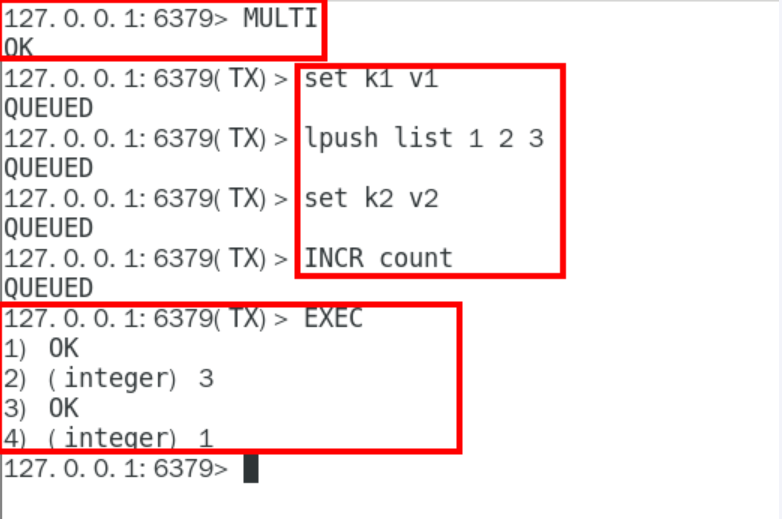 127.0.0.1:6379> MULTI
OK
127.0.0.1:6379(TX)> set k1 v1
QUEUED
127.0.0.1:6379(TX)> lpush list 1 2 3
QUEUED
127.0.0.1:6379(TX)> set k2 v2
QUEUED
127.0.0.1:6379(TX)> INCR count
QUEUED
127.0.0.1:6379(TX)> EXEC
1) OK
2) (integer) 3
3) OK
4) (integer) 1
127.0.0.1:6379>